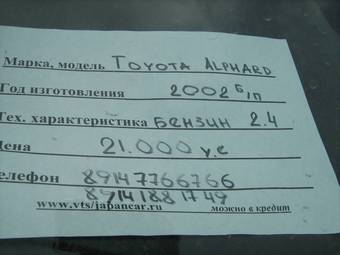 Марка, модель TOYOTA ALPHARD
Год изготовления 2002 б/п
Тех. характеристика БЕНЗИН 2.4
Цена 21.000 у.е
Телефон 89147766766
89141881749
www.vts/japancar.ru можно в кредит